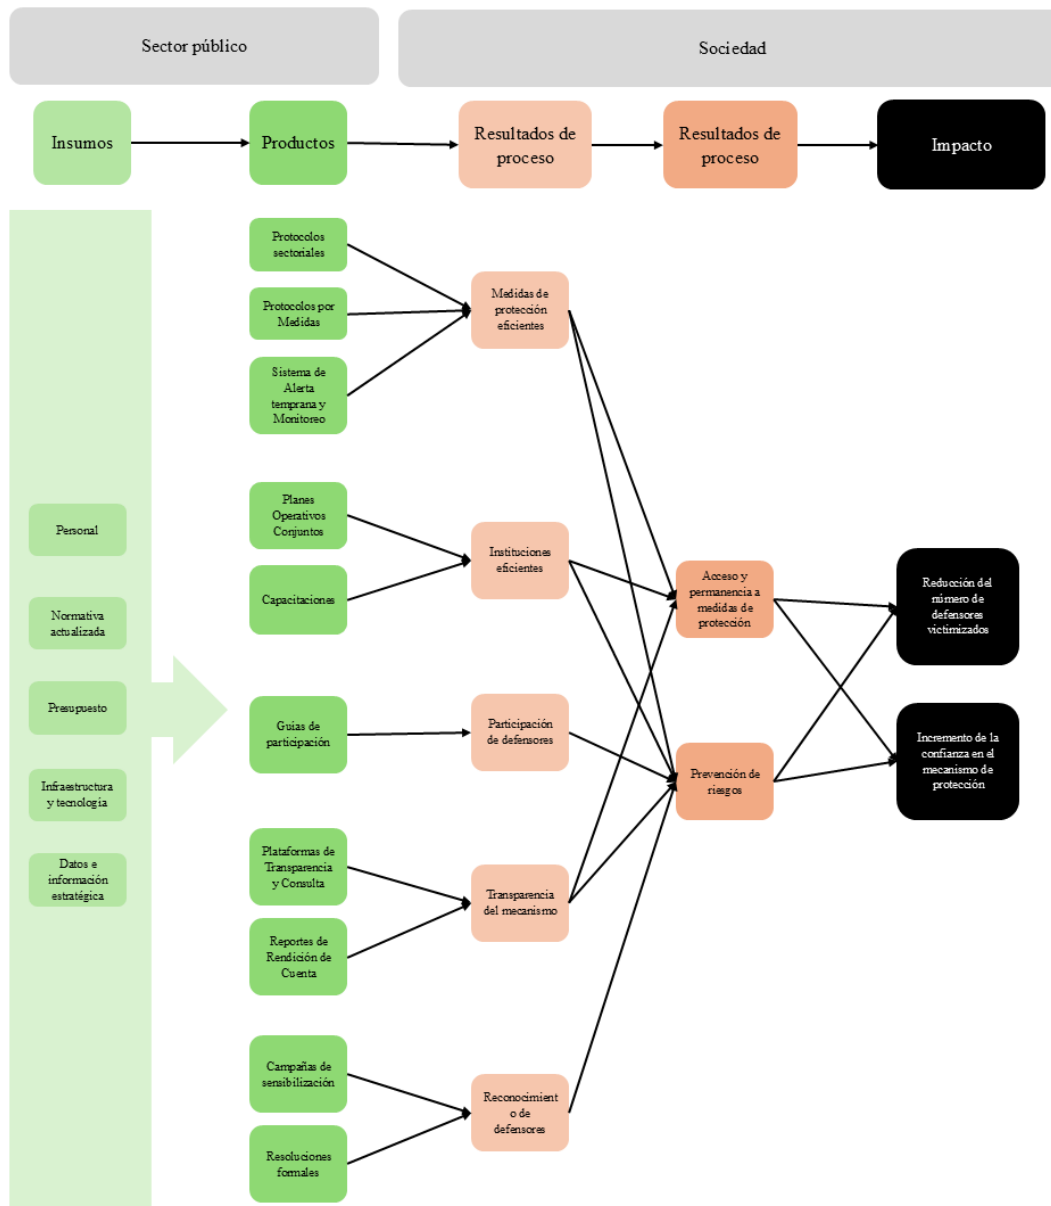 Sector público
Sociedad
Insumos
Productos
Resultados de
proceso
Resultados de
proceso
Impacto
Protocolos
sectoriales
Protocolos por
Medidas
Sistema de
Alerta
temprana y
Monitoreo
Medidas de
protección
eficientes
Personal
Normativa
actualizada
Presupuesto
Infraestructura
y tecnología
Datos e
información
estratégica
Planes
Operativos
Conjuntos
Capacitaciones
Instituciones
eficientes
Guias de
participación
Participación
de defensores
Plataformas de
Transparencia
y Consulta
Reportes de
Rendición de
Cuenta
Transparencia
del mecanismo
Campañas de
sensibilización
Resoluciones
formales
Reconocimient
o de
defensores
Acceso y
permanencia a
medidas de
protección
Prevención de
riesgos
Reducción del
número de
defensores
victimizados
Incremento de la
confianza en el
mecanismo de
protección